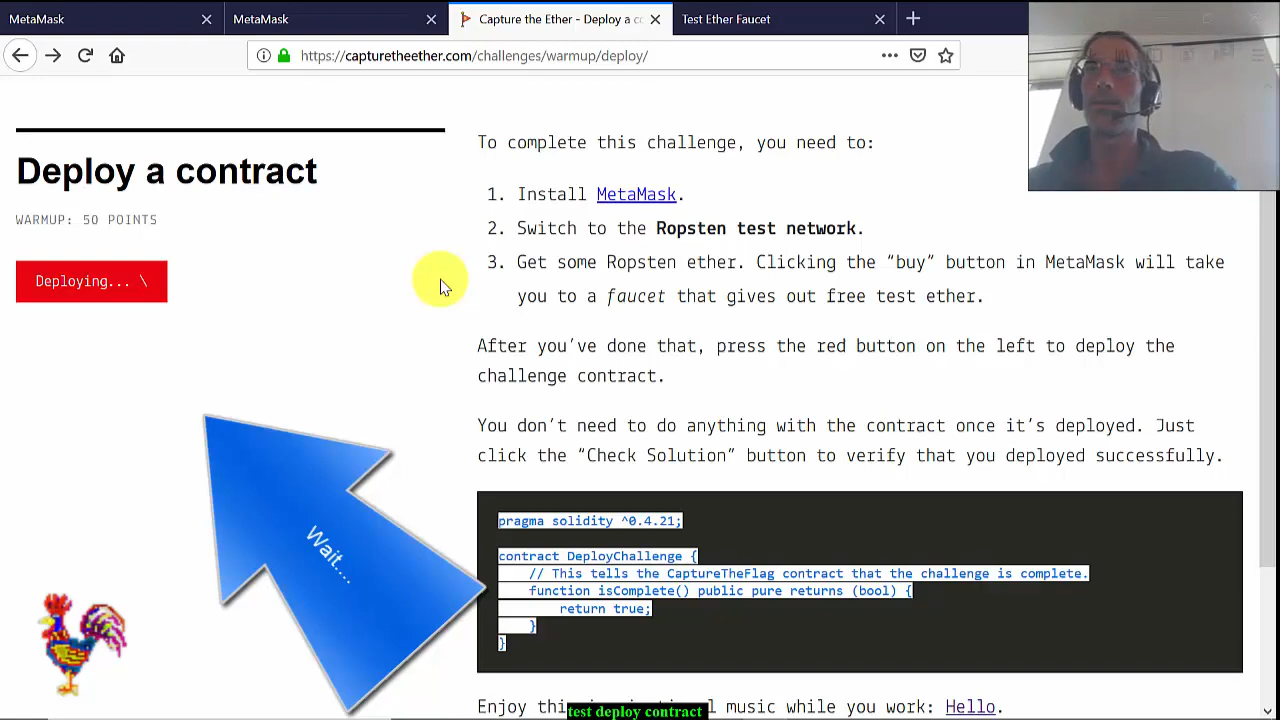 MetaMask
MetaMask
Capture the Ether - Deploy a co
Test Ether Faucet
https://capturetheether.com/challenges/warmup/deploy/
Deploy a contract
WARMUP: 50 POINTS
Deploying... \
To complete this challenge, you need to:
1. Install MetaMask.
2. Switch to the Ropsten test network.
3. Get some Ropsten ether. Clicking the “buy” button in MetaMask will take
you to a faucet that gives out free test ether.
After you’ve done that, press the red button on the left to deploy the
challenge contract.
You don’t need to do anything with the contract once it’s deployed. Just
click the “Check Solution” button to verify that you deployed successfully.
pragma solidity ^0.4.21;
contract DeployChallenge {
// This tells the CaptureTheFlag contract that the challenge is complete.
function isComplete() public pure returns (bool) {
return true;
}
}
Wait...
Enjoy this music while you work: Hello.
test deploy contract